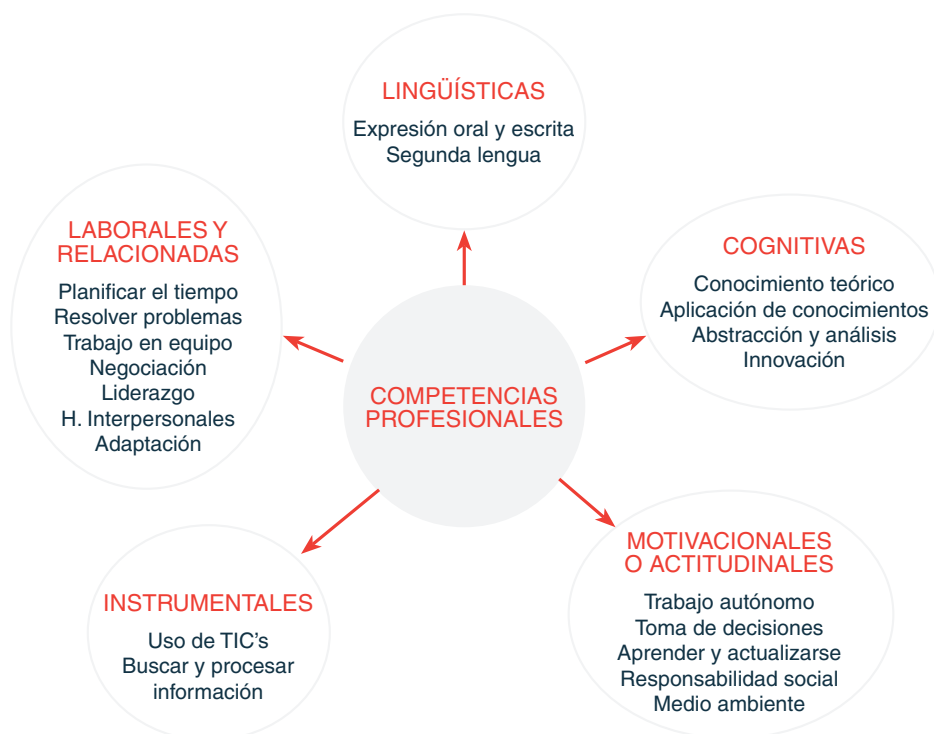 LINGÜÍSTICAS
Expresión oral y escrita
Segunda lengua
LABORALES Y
RELACIONADAS
Planificar el tiempo
Resolver problemas
Trabajo en equipo
Negociación
Liderazgo
H. Interpersonales
Adaptación
COGNITIVAS
Conocimiento teórico
Aplicación de conocimientos
Abstracción y análisis
Innovación
COMPETENCIAS
PROFESIONALES
INSTRUMENTALES
Uso de TIC's
Buscar y procesar
información
MOTIVACIONALES
O ACTITUDINALES
Trabajo autónomo
Toma de decisiones
Aprender y actualizarse
Responsabilidad social
Medio ambiente